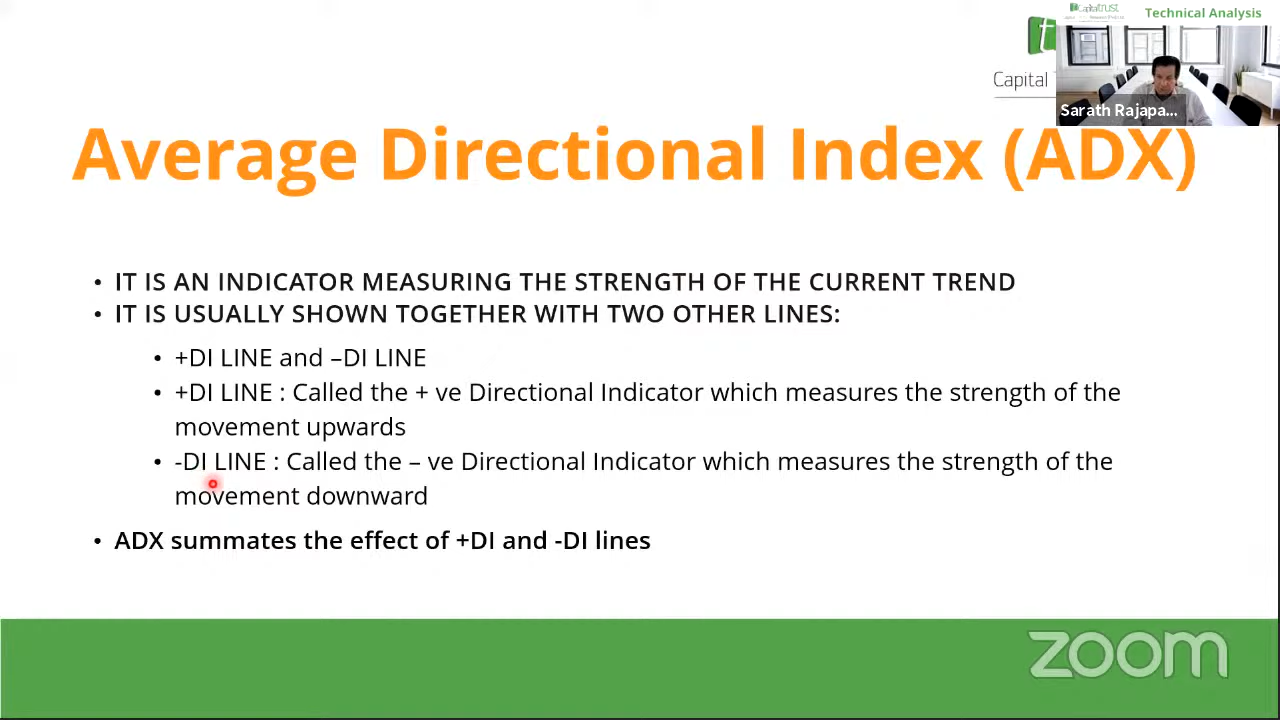 Capitaltrust
Technical Analysis
t
Capital T
Sarath Rajapa...
Average Directional Index (ADX)
• IT IS AN INDICATOR MEASURING THE STRENGTH OF THE CURRENT TREND
• IT IS USUALLY SHOWN TOGETHER WITH TWO OTHER LINES:
• +DI LINE and –DI LINE
• +DI LINE : Called the + ve Directional Indicator which measures the strength of the
movement upwards
• -DI LINE : Called the – ve Directional Indicator which measures the strength of the
movement downward
• ADX summates the effect of +DI and -DI lines
zoom